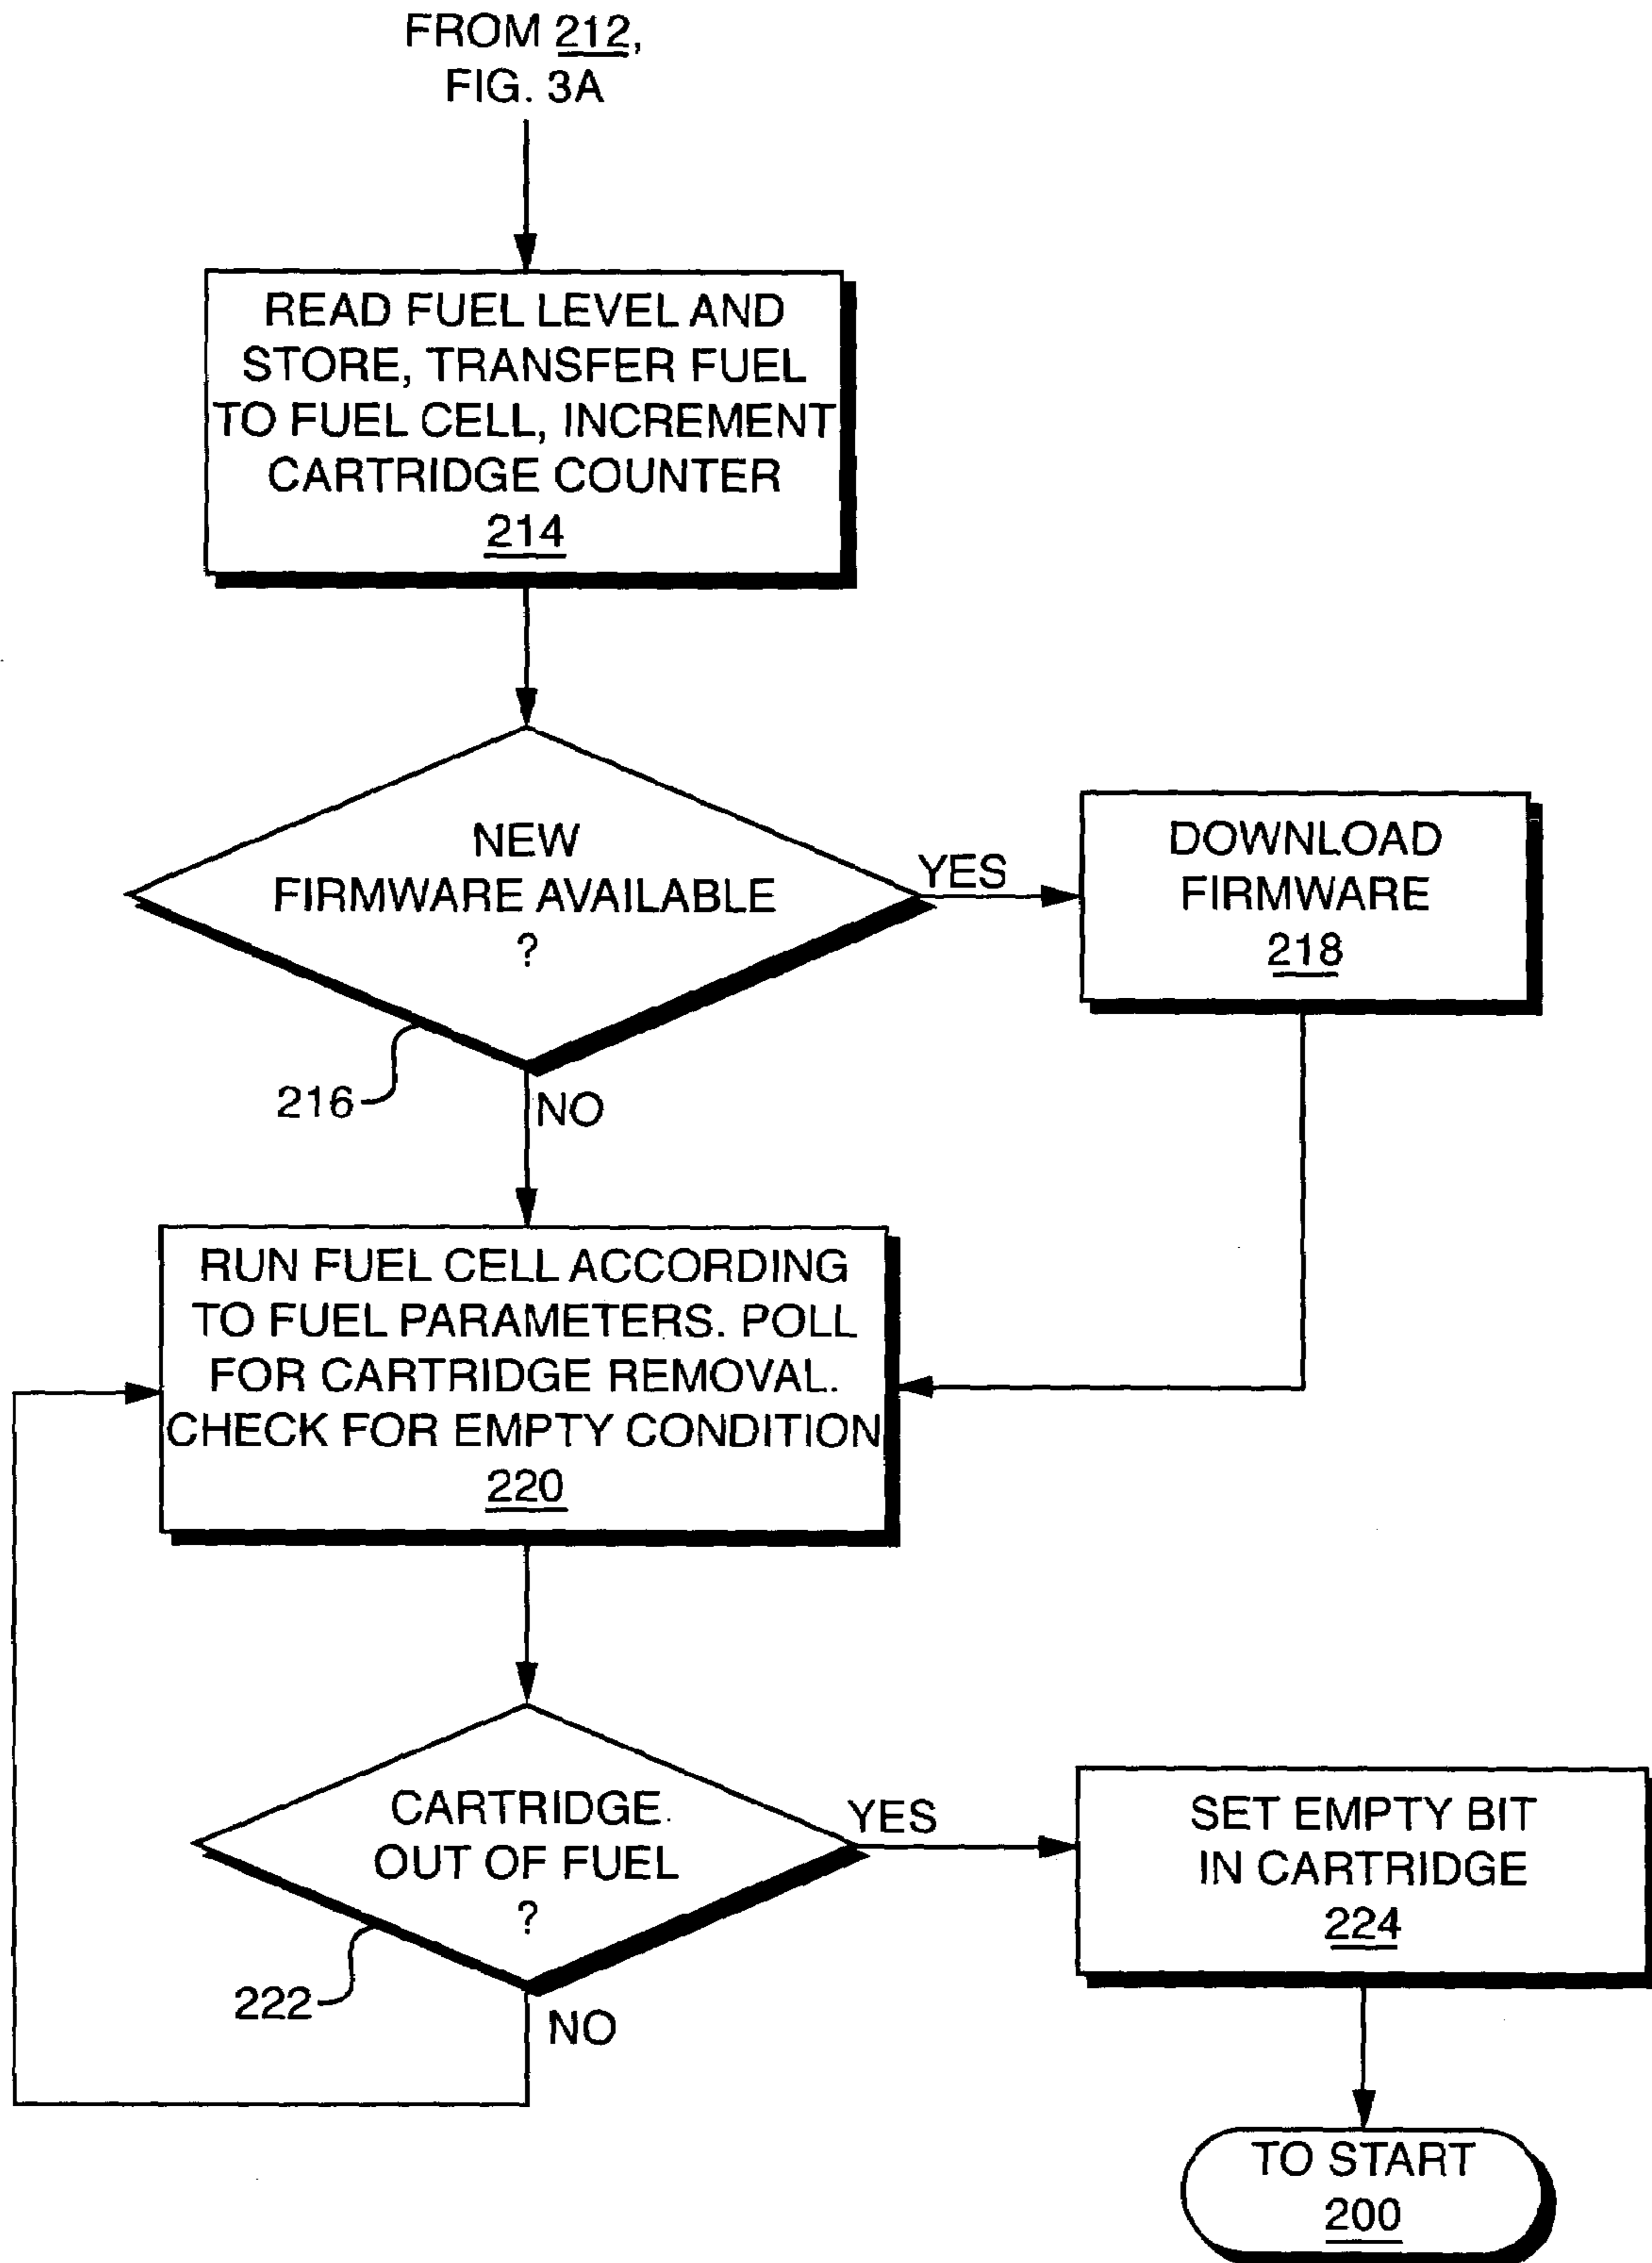 FROM 212,
FIG. 3A
READ FUEL LEVEL AND
STORE, TRANSFER FUEL
TO FUEL CELL, INCREMENT
CARTRIDGE COUNTER
214
NEW
FIRMWARE AVAILABLE
?
YES
DOWNLOAD
FIRMWARE
218
216
NO
RUN FUEL CELL ACCORDING
TO FUEL PARAMETERS. POLL
FOR CARTRIDGE REMOVAL.
CHECK FOR EMPTY CONDITION
220
CARTRIDGE
OUT OF FUEL
?
YES
SET EMPTY BIT
IN CARTRIDGE
224
222
NO
TO START
200